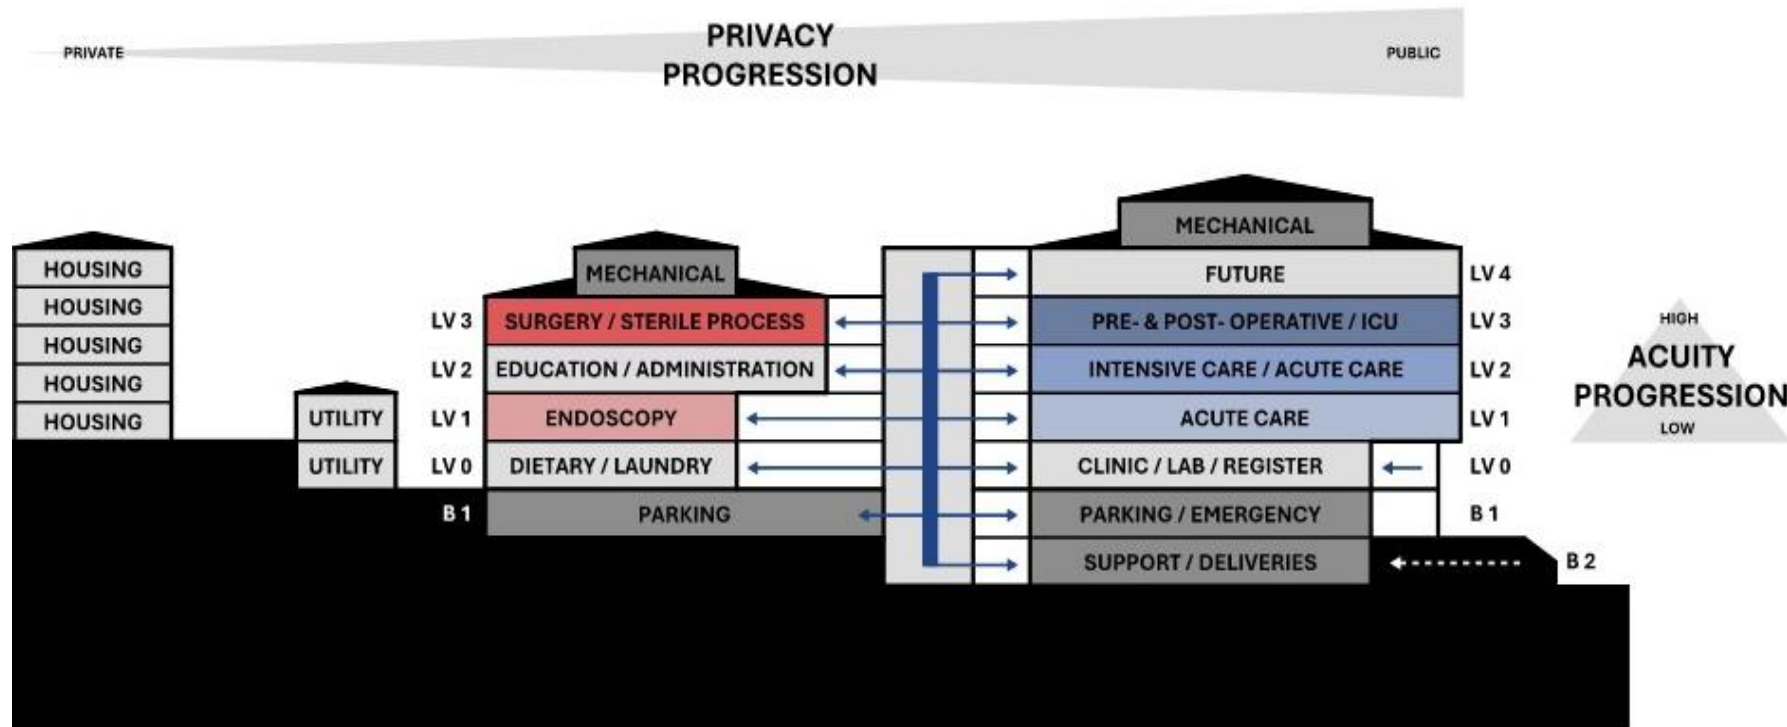 PRIVATE
PRIVACY
PROGRESSION
PUBLIC
HOUSING
HOUSING
HOUSING
HOUSING
HOUSING
UTILITY
UTILITY
MECHANICAL
LV 3 SURGERY / STERILE PROCESS
LV 2 EDUCATION / ADMINISTRATION
LV 1 ENDOSCOPY
LV 0 DIETARY / LAUNDRY
B 1 PARKING
MECHANICAL
FUTURE LV 4
PRE- & POST- OPERATIVE / ICU LV 3
INTENSIVE CARE / ACUTE CARE LV 2
ACUTE CARE LV 1
CLINIC / LAB / REGISTER LV 0
PARKING / EMERGENCY B 1
SUPPORT / DELIVERIES B 2
HIGH
ACUITY
PROGRESSION
LOW